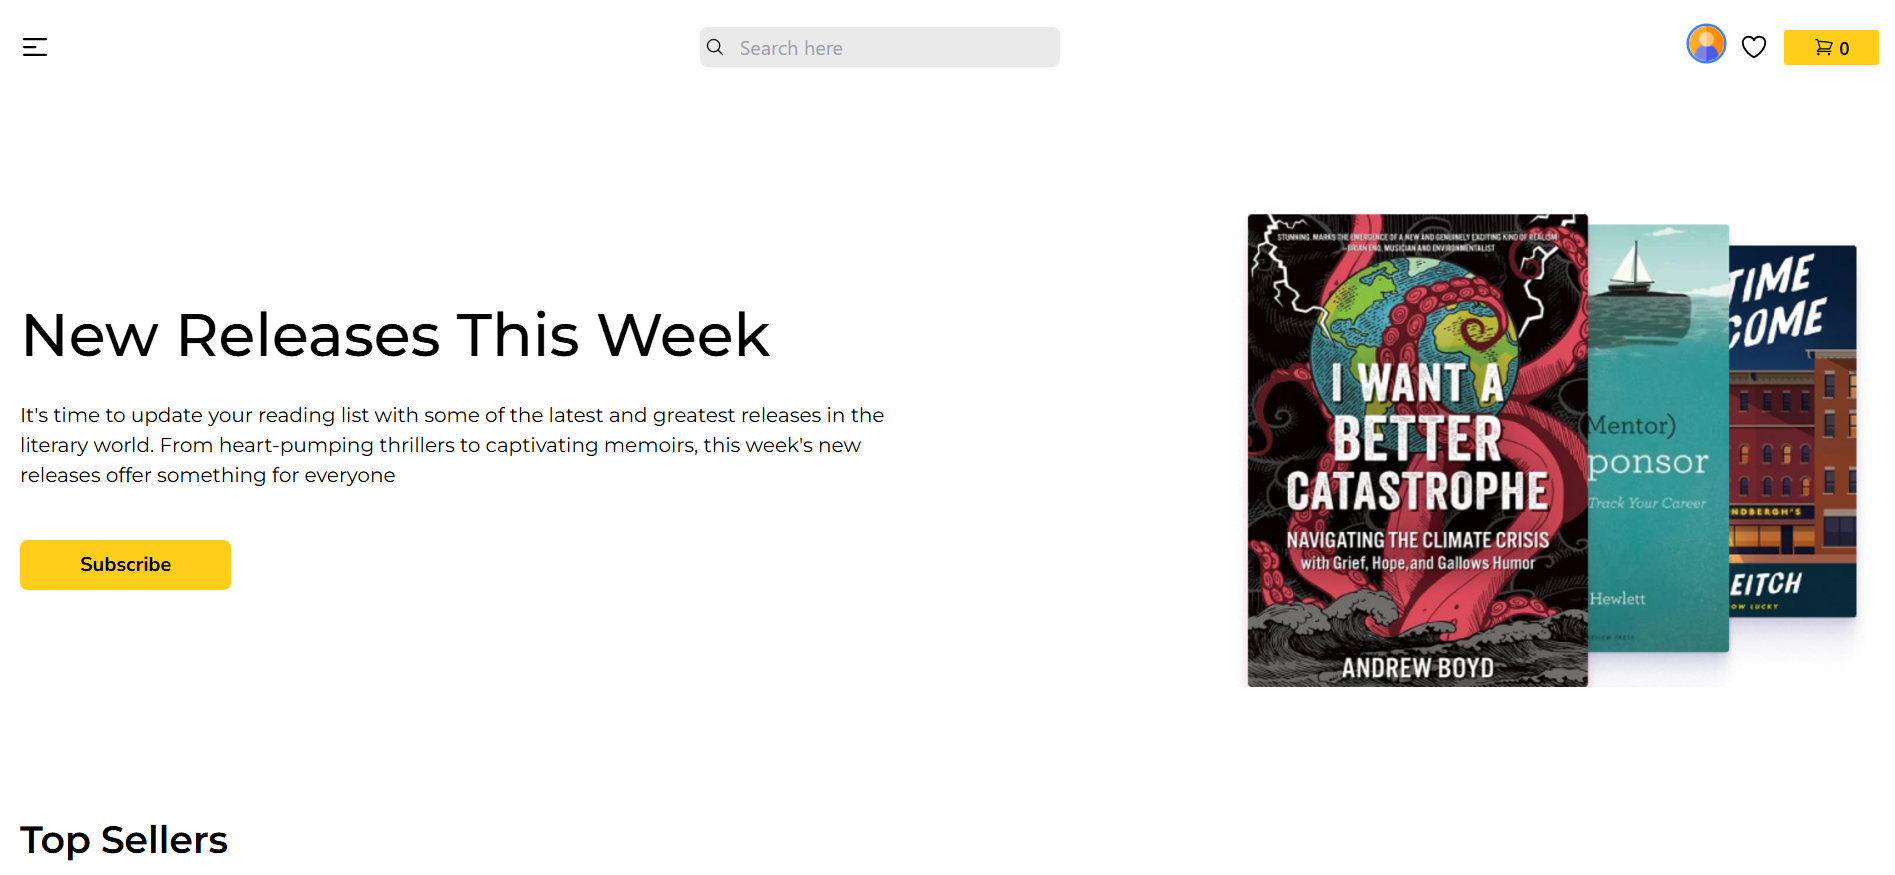 Search here
0
New Releases This Week
It's time to update your reading list with some of the latest and greatest releases in the
literary world. From heart-pumping thrillers to captivating memoirs, this week's new
releases offer something for everyone
Subscribe
STUNNING. MARKS THE EMERGENCE OF A NEW AND GENUINELY EXCITING KIND OF REALISM
—BRIAN ENO, MUSICIAN AND ENVIRONMENTALIST
I WANT A
BETTER
CATASTROPHE
NAVIGATING THE CLIMATE CRISIS
with Grief, Hope, and Gallows Humor
ANDREW BOYD
(Mentor)
ponsor
Track Your Career
Hewlett
TIME
COME
NDBERGH'S
EITCH
OW LUCKY
Top Sellers